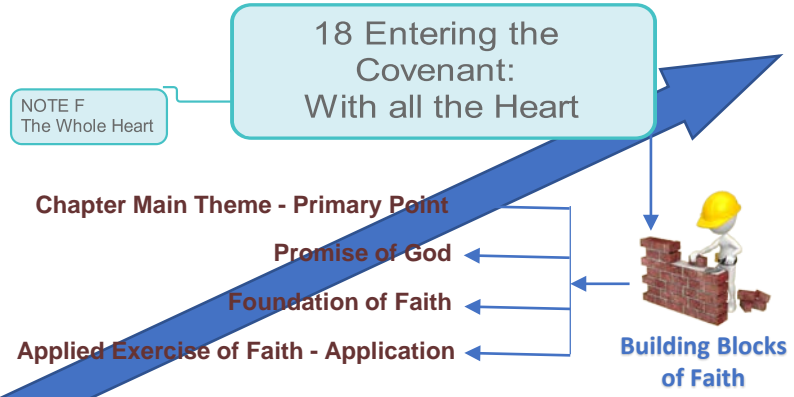 18 Entering the
Covenant:
With all the Heart
NOTE F
The Whole Heart
Chapter Main Theme - Primary Point
Promise of God
Foundation of Faith
Applied Exercise of Faith - Application
Building Blocks
of Faith